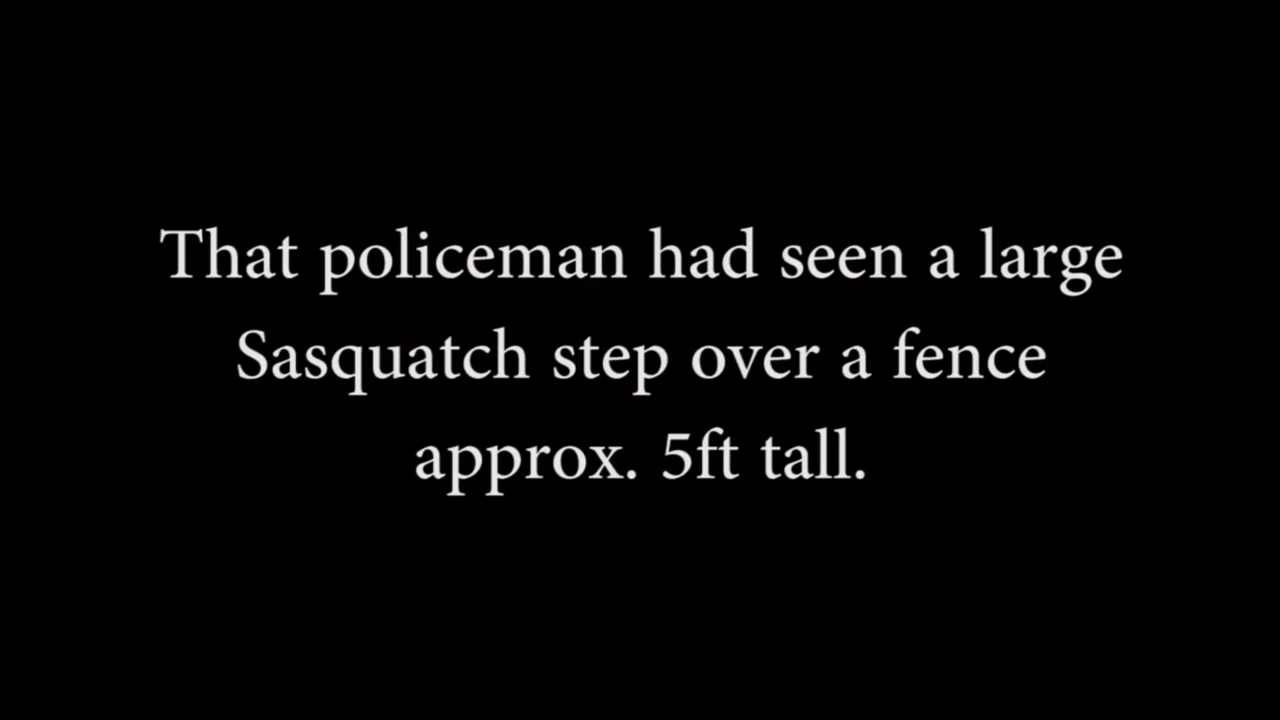 That policeman had seen a large
Sasquatch step over a fence
approx. 5ft tall.